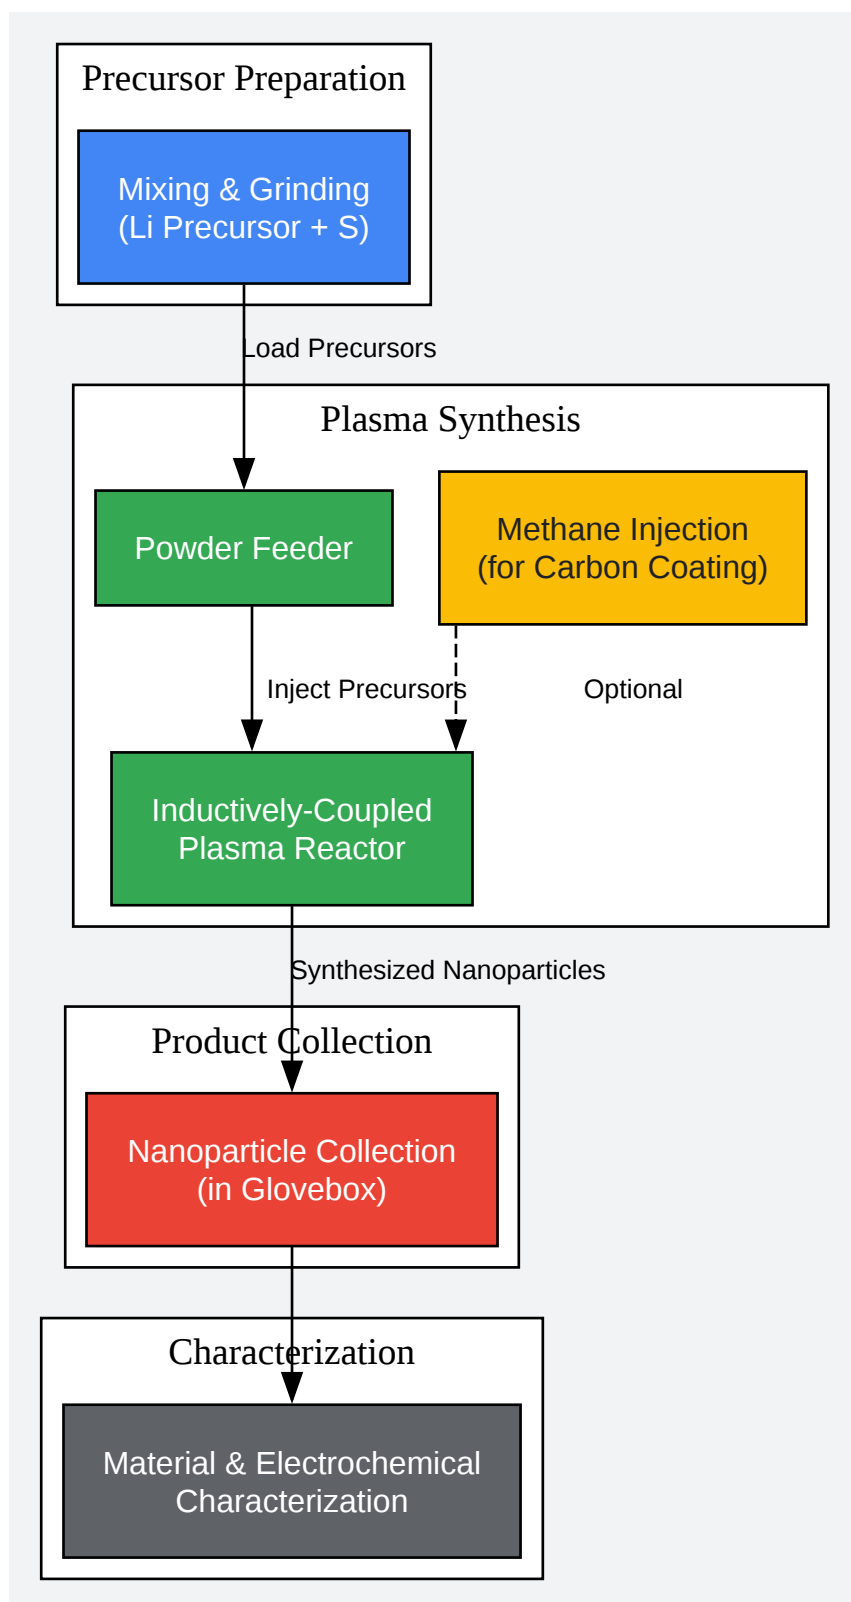 Precursor Preparation
Mixing & Grinding
(Li Precursor + S)
Load Precursors
Plasma Synthesis
Powder Feeder
Methane Injection
(for Carbon Coating)
Inject Precursors
Optional
Inductively-Coupled
Plasma Reactor
Synthesized Nanoparticles
Product Collection
Nanoparticle Collection
(in Glovebox)
Characterization
Material & Electrochemical
Characterization